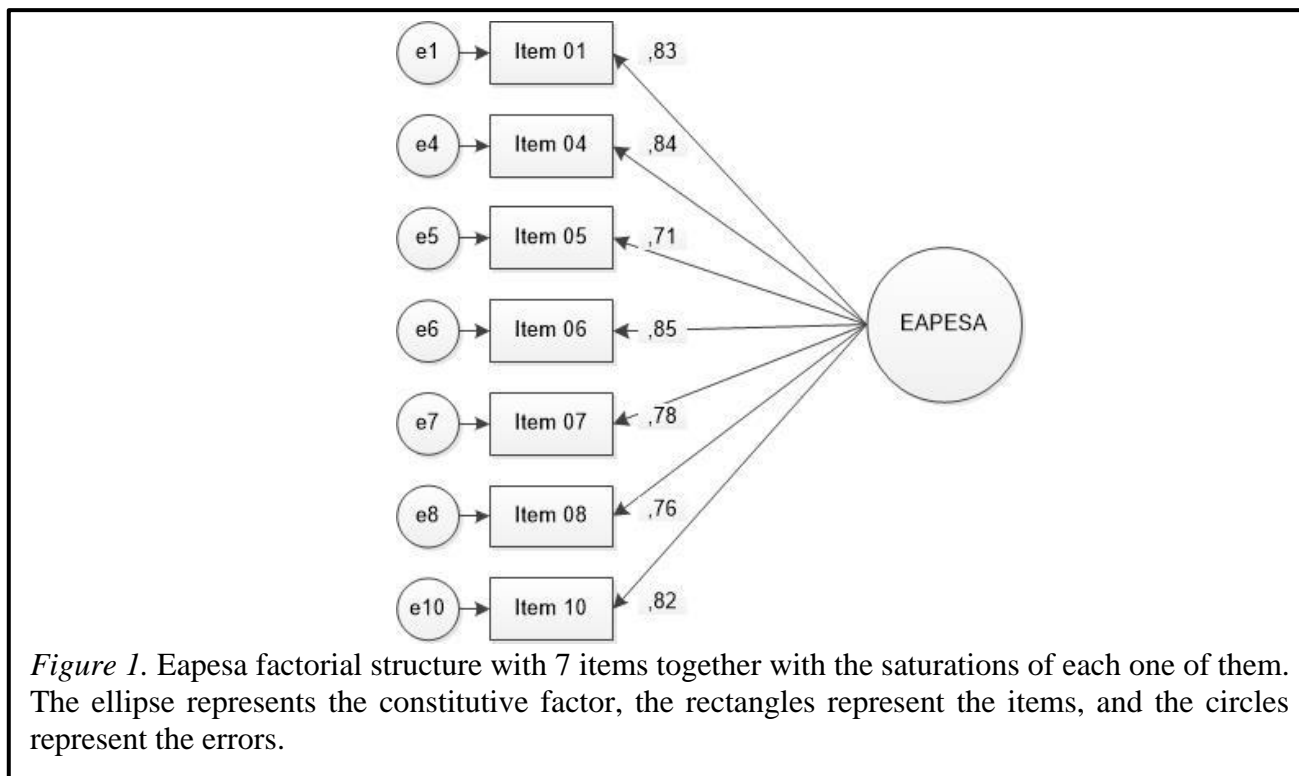 e1 Item 01 ,83
e4 Item 04 ,84
e5 Item 05 ,71
e6 Item 06 ,85
EAPESA
e7 Item 07 ,78
e8 Item 08 ,76
e10 Item 10 ,82
Figure 1. Eapesa factorial structure with 7 items together with the saturations of each one of them.
The ellipse represents the constitutive factor, the rectangles represent the items, and the circles
represent the errors.